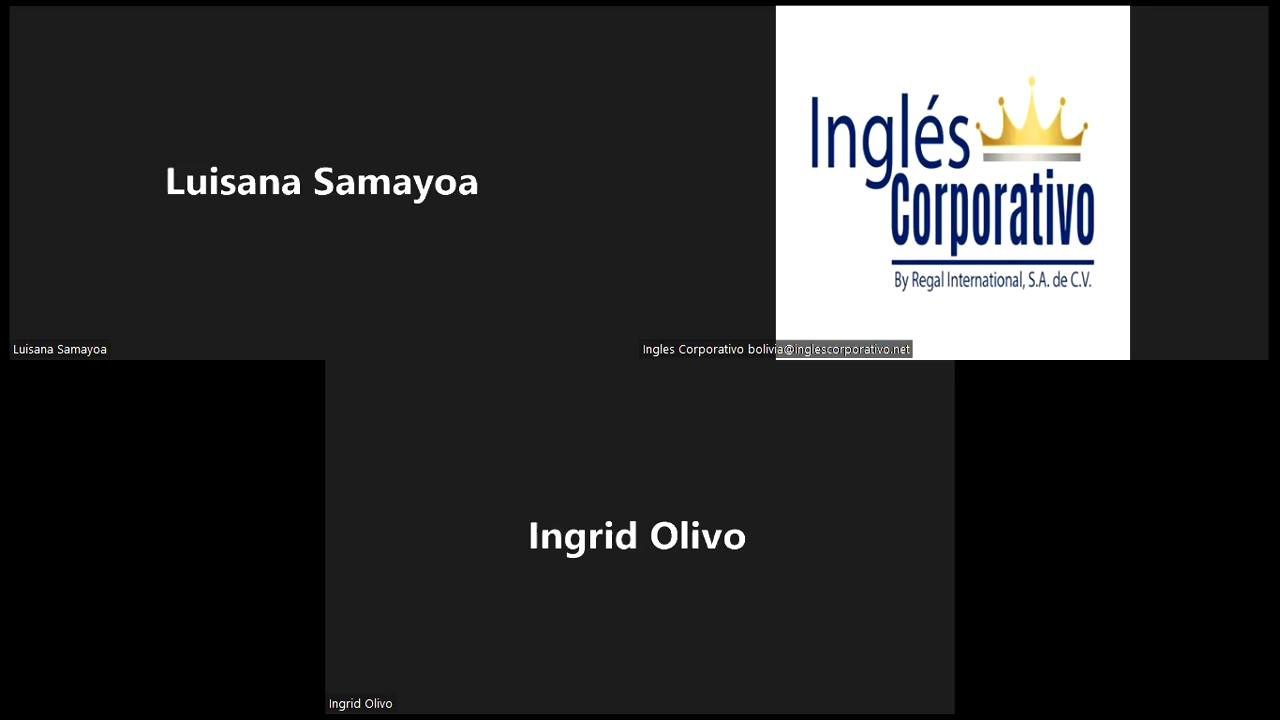 Luisana Samayoa
Inglés
Corporativo
By Regal International, S.A. de C.V.
Luisana Samayoa
Ingles Corporativo bolivia@inglescorporativo.net
Ingrid Olivo
Ingrid Olivo